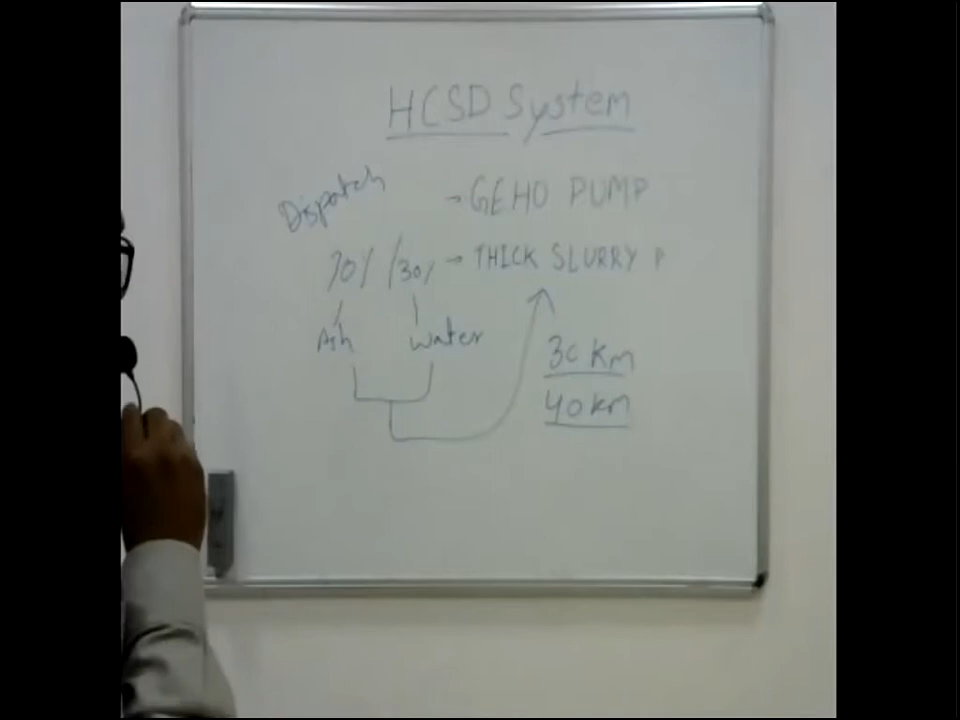 HCSD System
Dispatch
→ GEHO PUMP
70% / 30% → THICK SLURRY P
Ash water
30 Km
40 Km